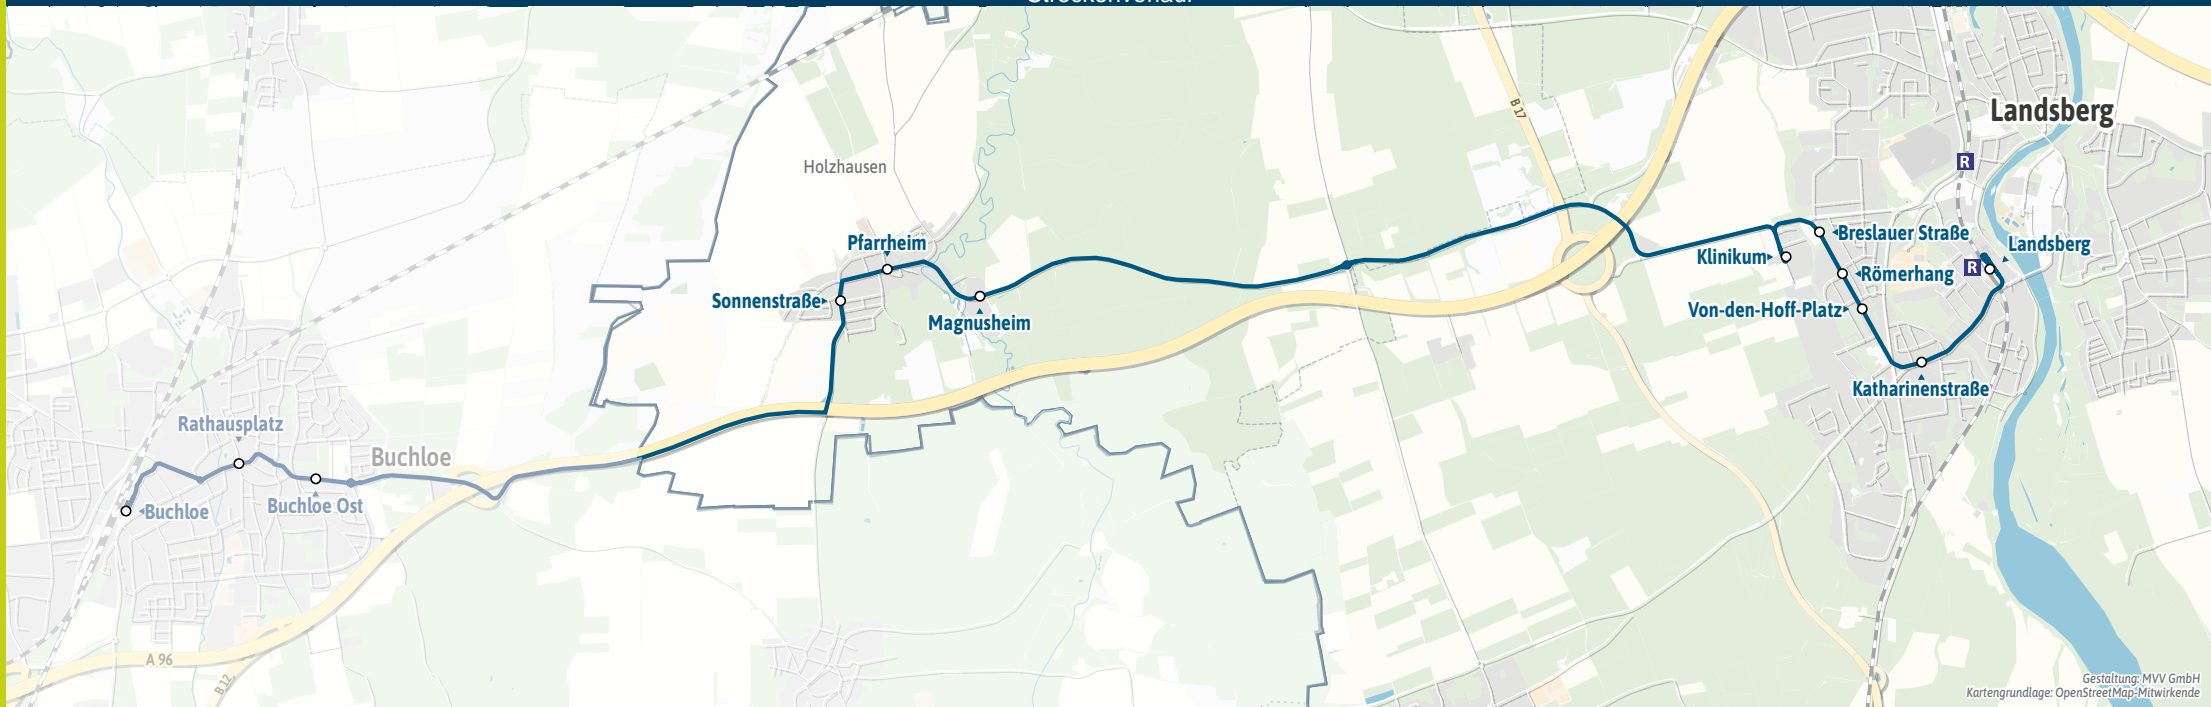 Streckenverlauf
B 17
Landsberg
R
Holzhausen
Breslauer Straße
Landsberg
Pfarrheim
Klinikum
R
Römerhang
Sonnenstraße
Von-den-Hoff-Platz
Magnusheim
Katharinenstraße
Rathausplatz
Buchloe
Buchloe Ost
Buchloe
A 96
B 12
Gestaltung: MVV GmbH
Kartengrundlage: OpenStreetMap-Mitwirkende